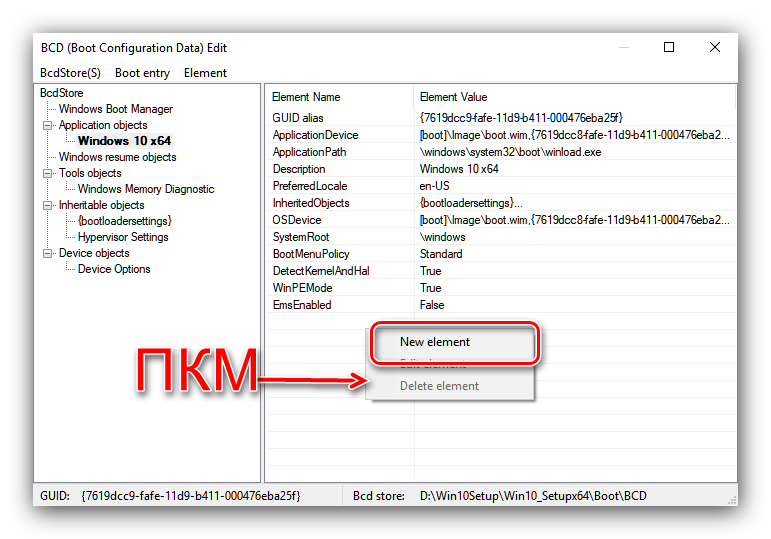 BCD (Boot Configuration Data) Edit
BcdStore(S) Boot entry Element
BcdStore
Windows Boot Manager
Application objects
Windows 10 x64
Windows resume objects
Tools objects
Windows Memory Diagnostic
Inheritable objects
{bootloadersettings}
Hypervisor Settings
Device objects
Device Options
Element Name Element Value
GUID alias {7619dcc9-fafe-11d9-b411-000476eba25f}
ApplicationDevice [boot]\Image\boot.wim,{7619dcc8-fafe-11d9-b411-000476eba2...
ApplicationPath \windows\system32\boot\winload.exe
Description Windows 10 x64
PreferredLocale en-US
InheritedObjects {bootloadersettings}...
OSDevice [boot]\Image\boot.wim,{7619dcc8-fafe-11d9-b411-000476eba2...
SystemRoot \windows
BootMenuPolicy Standard
DetectKernelAndHal True
WinPEMode True
EmsEnabled False
New element
Edit element
Delete element
ПКМ
GUID: {7619dcc9-fafe-11d9-b411-000476eba25f} Bcd store: D:\Win10Setup\Win10_Setupx64\Boot\BCD